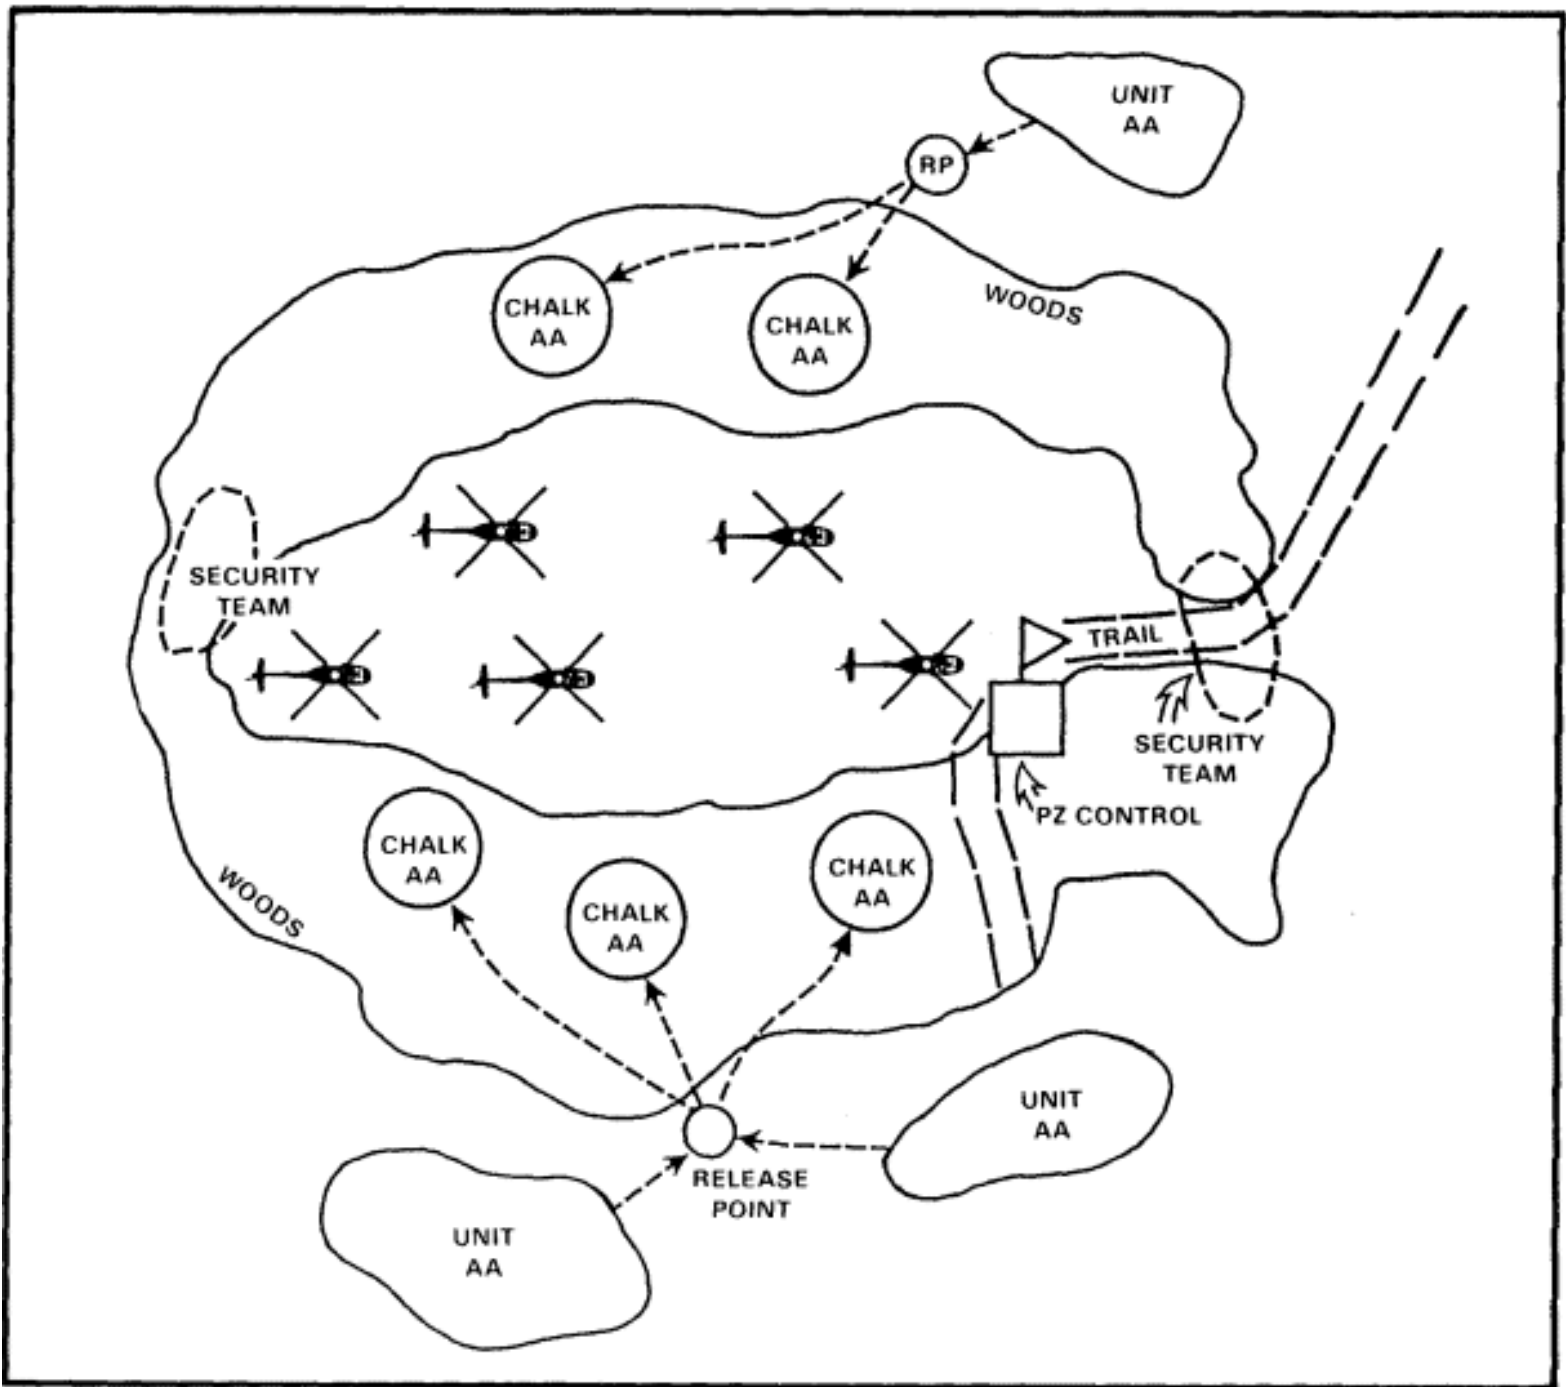 UNIT
AA
RP
CHALK
AA
CHALK
AA
WOODS
SECURITY
TEAM
TRAIL
SECURITY
TEAM
PZ CONTROL
CHALK
AA
CHALK
AA
CHALK
AA
WOODS
UNIT
AA
RELEASE
POINT
UNIT
AA